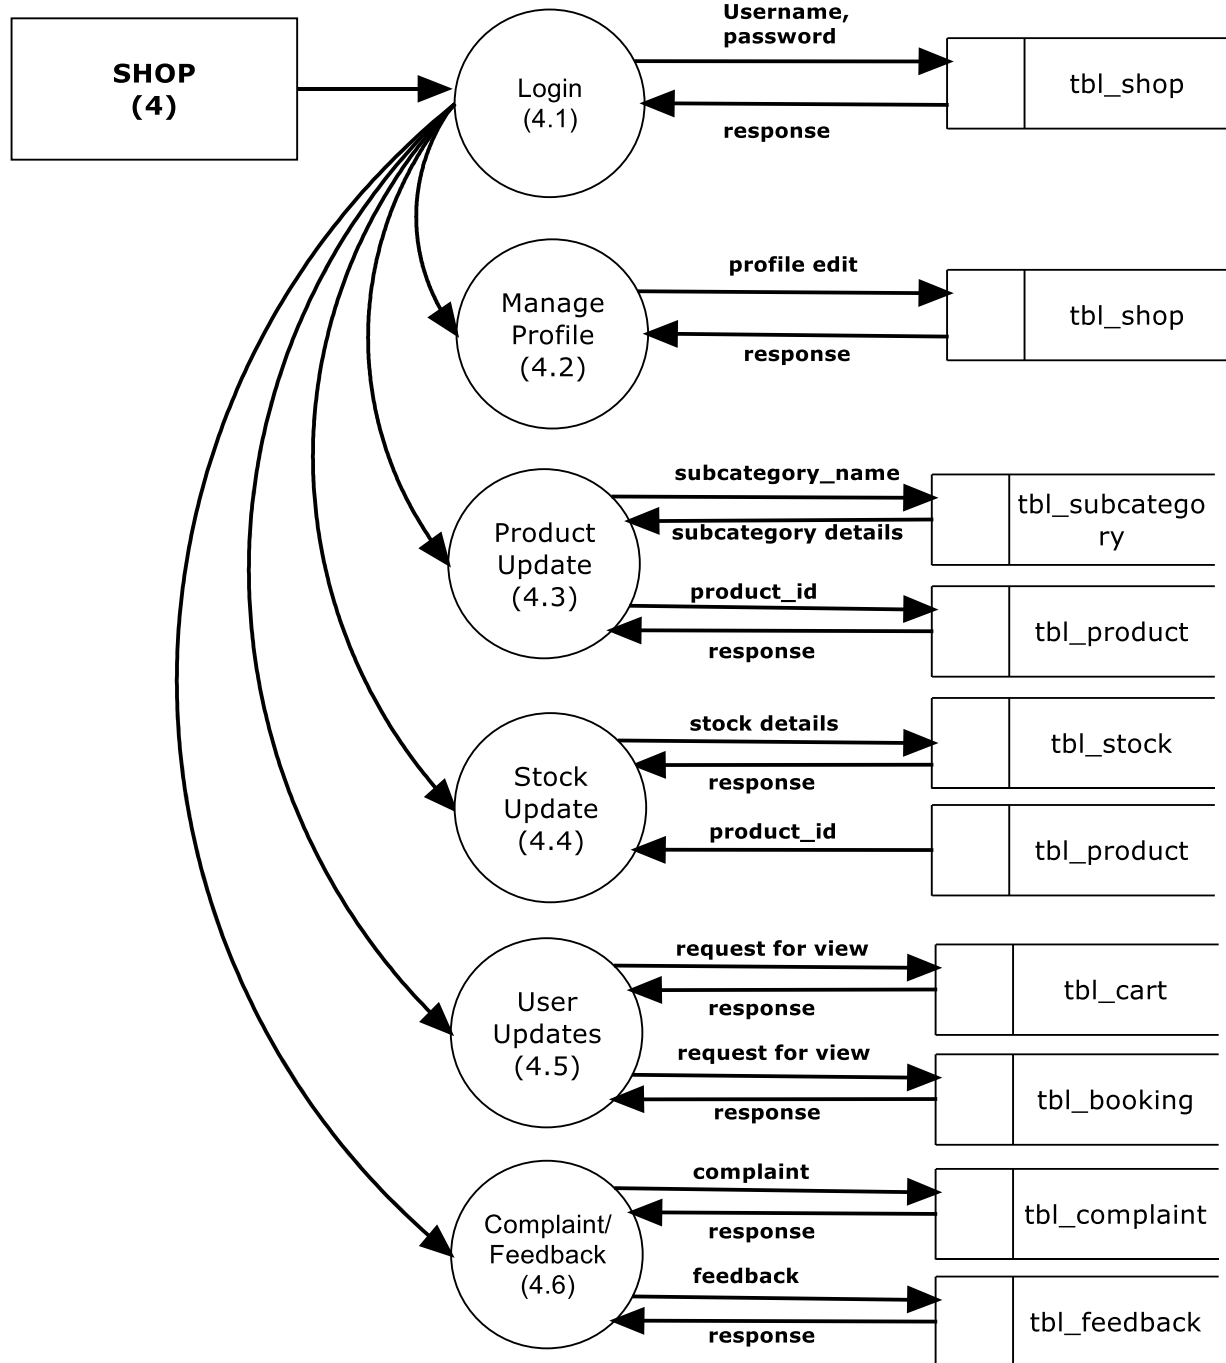 SHOP
(4)
Login
(4.1)
Username,
password
response
tbl_shop
Manage
Profile
(4.2)
profile edit
response
tbl_shop
Product
Update
(4.3)
subcategory_name
subcategory details
tbl_subcatego
ry
product_id
response
tbl_product
Stock
Update
(4.4)
stock details
response
tbl_stock
product_id
tbl_product
User
Updates
(4.5)
request for view
response
tbl_cart
request for view
response
tbl_booking
Complaint/
Feedback
(4.6)
complaint
response
tbl_complaint
feedback
response
tbl_feedback